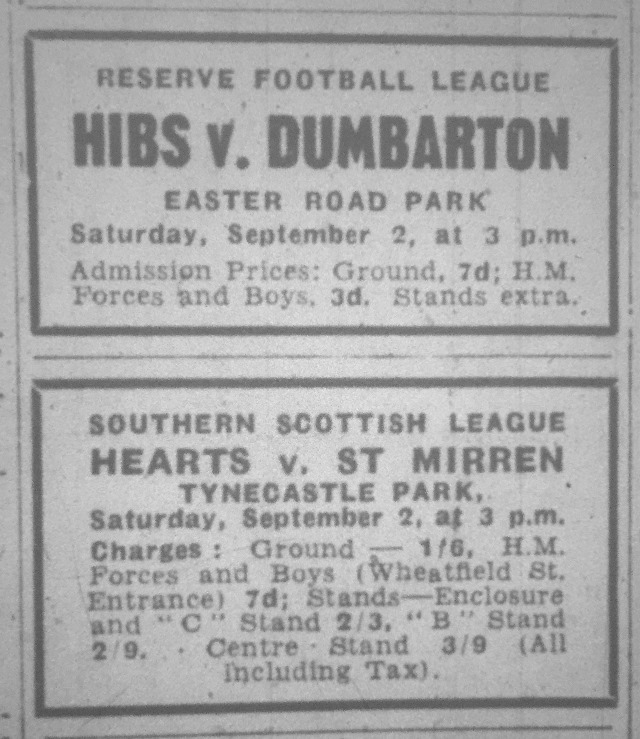 RESERVE FOOTBALL LEAGUE
HIBS v. DUMBARTON
EASTER ROAD PARK
Saturday, September 2, at 3 p.m.
Admission Prices: Ground, 7d; H.M.
Forces and Boys, 3d. Stands extra.
SOUTHERN SCOTTISH LEAGUE
HEARTS v. ST MIRREN
TYNECASTLE PARK,
Saturday, September 2, at 3 p.m.
Charges : Ground — 1/6, H.M.
Forces and Boys (Wheatfield St.
Entrance) 7d; Stands—Enclosure
and "C" Stand 2/3, "B" Stand
2/9. Centre Stand 3/9 (All
Including Tax).